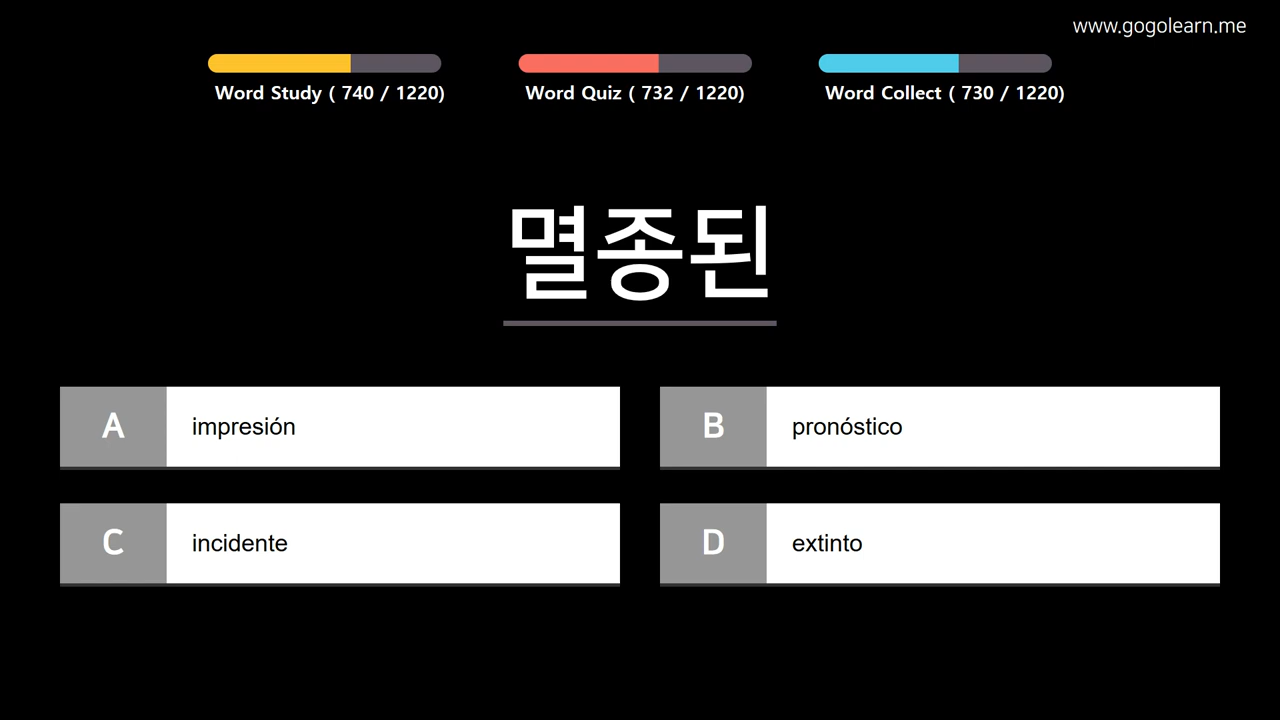 www.gogolearn.me
Word Study ( 740 / 1220)
Word Quiz ( 732 / 1220)
Word Collect ( 730 / 1220)
멸종된
A impresión
B pronóstico
C incidente
D extinto